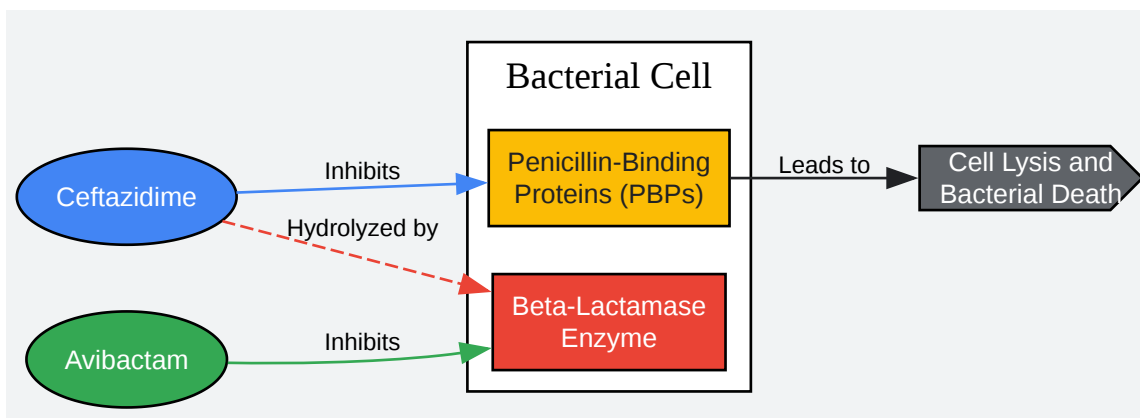 Bacterial Cell
Ceftazidime
Inhibits
Penicillin-Binding
Proteins (PBPs)
Leads to
Cell Lysis and
Bacterial Death
Hydrolyzed by
Beta-Lactamase
Enzyme
Avibactam
Inhibits